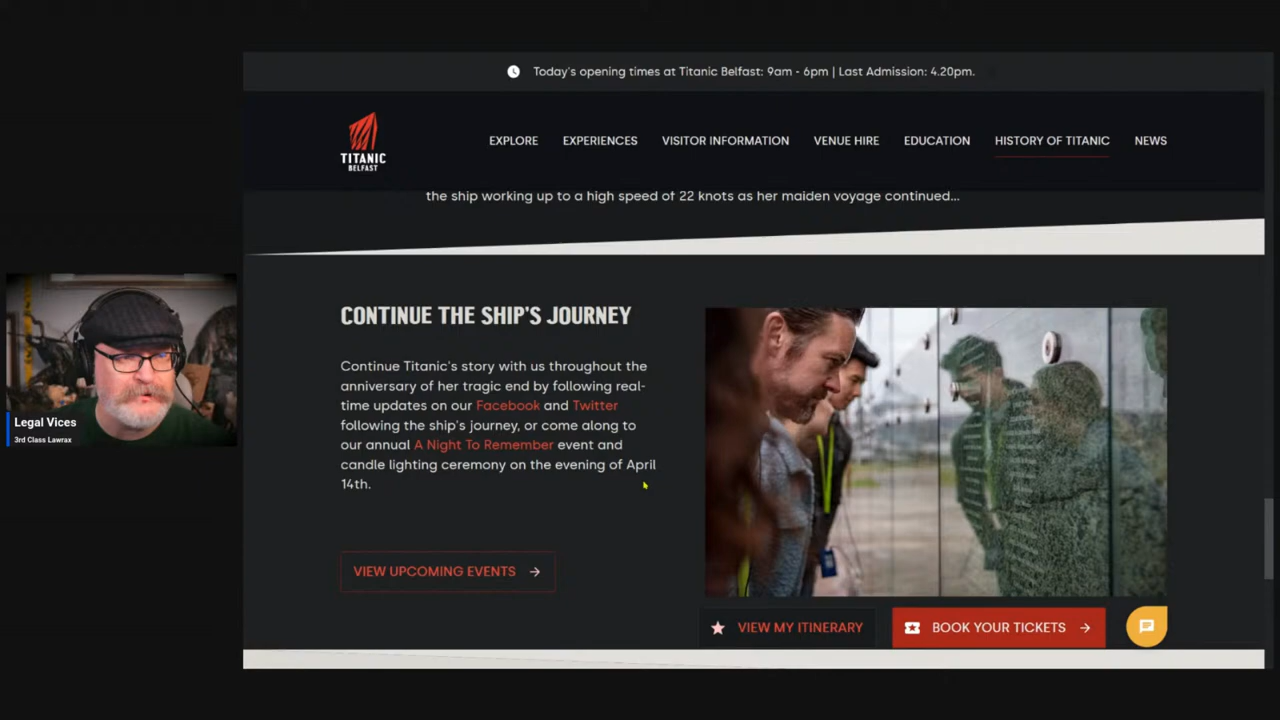 Today's opening times at Titanic Belfast: 9am - 6pm | Last Admission: 4.20pm.
TITANIC
BELFAST
EXPLORE
EXPERIENCES
VISITOR INFORMATION
VENUE HIRE
EDUCATION
HISTORY OF TITANIC
NEWS
the ship working up to a high speed of 22 knots as her maiden voyage continued...
CONTINUE THE SHIP'S JOURNEY
Continue Titanic's story with us throughout the
anniversary of her tragic end by following real-
time updates on our Facebook and Twitter
following the ship's journey, or come along to
our annual A Night To Remember event and
candle lighting ceremony on the evening of April
14th.
VIEW UPCOMING EVENTS
VIEW MY ITINERARY
BOOK YOUR TICKETS
Legal Vices
3rd Class Lawrax